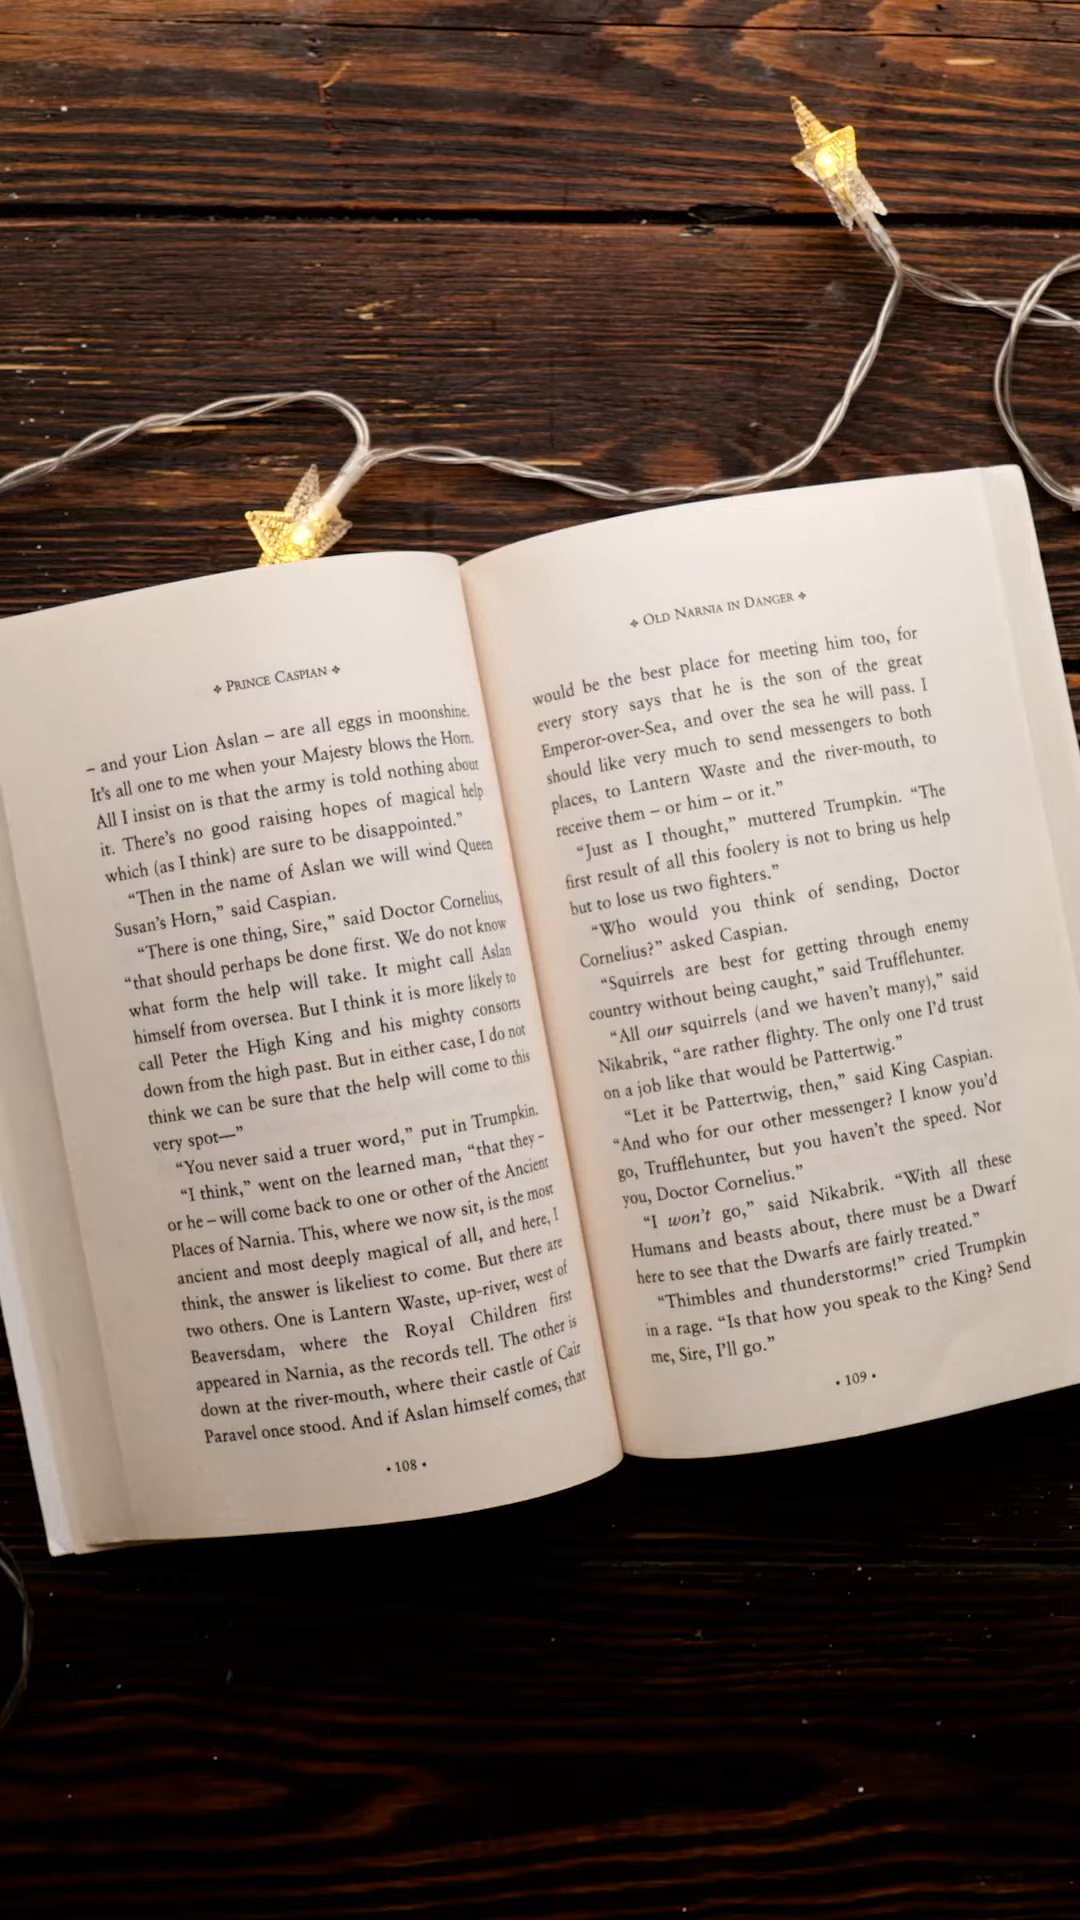 ❖ PRINCE CASPIAN ❖
– and your Lion Aslan – are all eggs in moonshine.
It's all one to me when your Majesty blows the Horn.
All I insist on is that the army is told nothing about
it. There's no good raising hopes of magical help
which (as I think) are sure to be disappointed.”
“Then in the name of Aslan we will wind Queen
Susan's Horn,” said Caspian.
“There is one thing, Sire,” said Doctor Cornelius,
“that should perhaps be done first. We do not know
what form the help will take. It might call Aslan
himself from oversea. But I think it is more likely to
call Peter the High King and his mighty consorts
down from the high past. But in either case, I do not
think we can be sure that the help will come to this
very spot—”
“You never said a truer word,” put in Trumpkin.
“I think,” went on the learned man, “that they –
or he – will come back to one or other of the Ancient
Places of Narnia. This, where we now sit, is the most
ancient and most deeply magical of all, and here, I
think, the answer is likeliest to come. But there are
two others. One is Lantern Waste, up-river, west of
Beaversdam, where the Royal Children first
appeared in Narnia, as the records tell. The other is
down at the river-mouth, where their castle of Cair
Paravel once stood. And if Aslan himself comes, that
• 108 •
❖ OLD NARNIA IN DANGER ❖
would be the best place for meeting him too, for
every story says that he is the son of the great
Emperor-over-Sea, and over the sea he will pass. I
should like very much to send messengers to both
places, to Lantern Waste and the river-mouth, to
receive them – or him – or it.”
“Just as I thought,” muttered Trumpkin. “The
first result of all this foolery is not to bring us help
but to lose us two fighters.”
“Who would you think of sending, Doctor
Cornelius?” asked Caspian.
“Squirrels are best for getting through enemy
country without being caught,” said Trufflehunter.
“All our squirrels (and we haven't many),” said
Nikabrik, “are rather flighty. The only one I'd trust
on a job like that would be Pattertwig.”
“Let it be Pattertwig, then,” said King Caspian.
“And who for our other messenger? I know you'd
go, Trufflehunter, but you haven't the speed. Nor
you, Doctor Cornelius.”
“I won't go,” said Nikabrik. “With all these
Humans and beasts about, there must be a Dwarf
here to see that the Dwarfs are fairly treated.”
“Thimbles and thunderstorms!” cried Trumpkin
in a rage. “Is that how you speak to the King? Send
me, Sire, I'll go.”
• 109 •